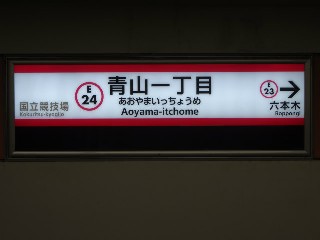 E
24
青山一丁目
あおやまいっちょうめ
Aoyama-itchome
国立競技場
Kokuritsu-kyogijo
E
23
六本木
Roppongi